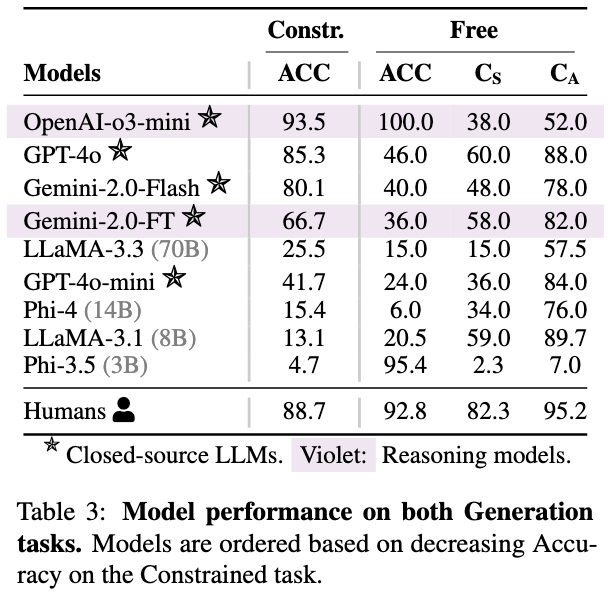 Constr. Free
Models ACC ACC C_S C_A
OpenAI-o3-mini ✯ 93.5 100.0 38.0 52.0
GPT-4o ✯ 85.3 46.0 60.0 88.0
Gemini-2.0-Flash ✯ 80.1 40.0 48.0 78.0
Gemini-2.0-FT ✯ 66.7 36.0 58.0 82.0
LLaMA-3.3 (70B) 25.5 15.0 15.0 57.5
GPT-4o-mini ✯ 41.7 24.0 36.0 84.0
Phi-4 (14B) 15.4 6.0 34.0 76.0
LLaMA-3.1 (8B) 13.1 20.5 59.0 89.7
Phi-3.5 (3B) 4.7 95.4 2.3 7.0
Humans 88.7 92.8 82.3 95.2
✯ Closed-source LLMs. Violet: Reasoning models.
Table 3: Model performance on both Generation
tasks. Models are ordered based on decreasing Accu-
racy on the Constrained task.